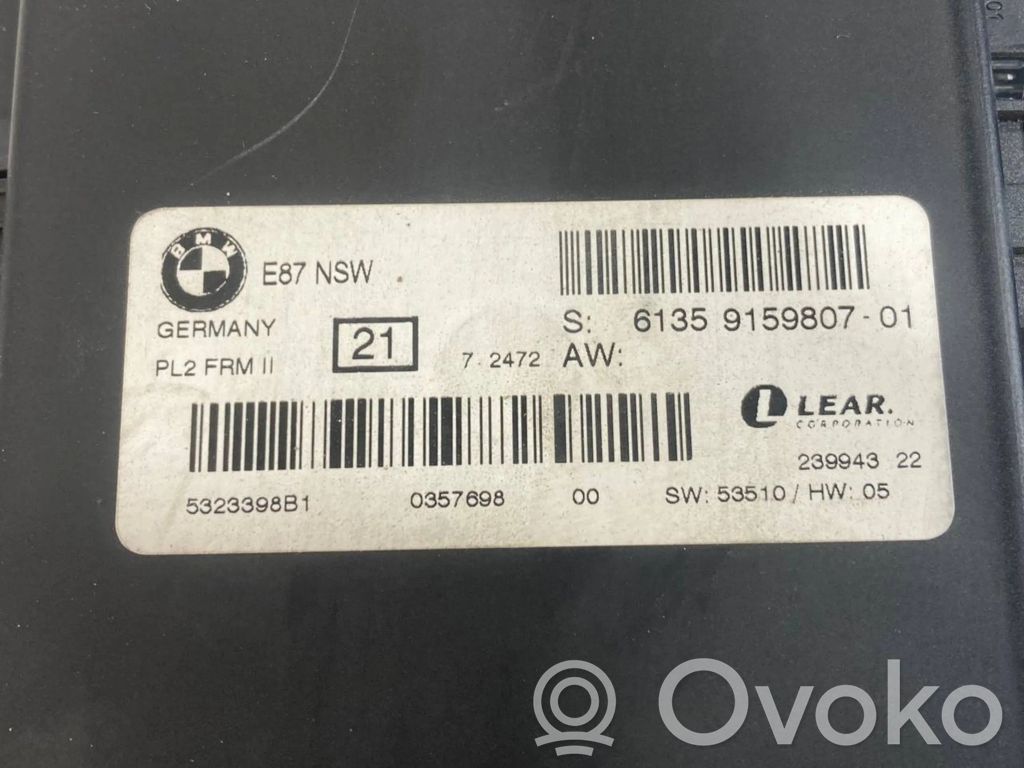 BMW
E87 NSW
GERMANY
PL2 FRM II
21
7.2472
S: 6135 9159807-01
AW:
LEAR.
CORPORATION
239943 22
5323398B1 0357698 00 SW: 53510 / HW: 05
01
Ovoko